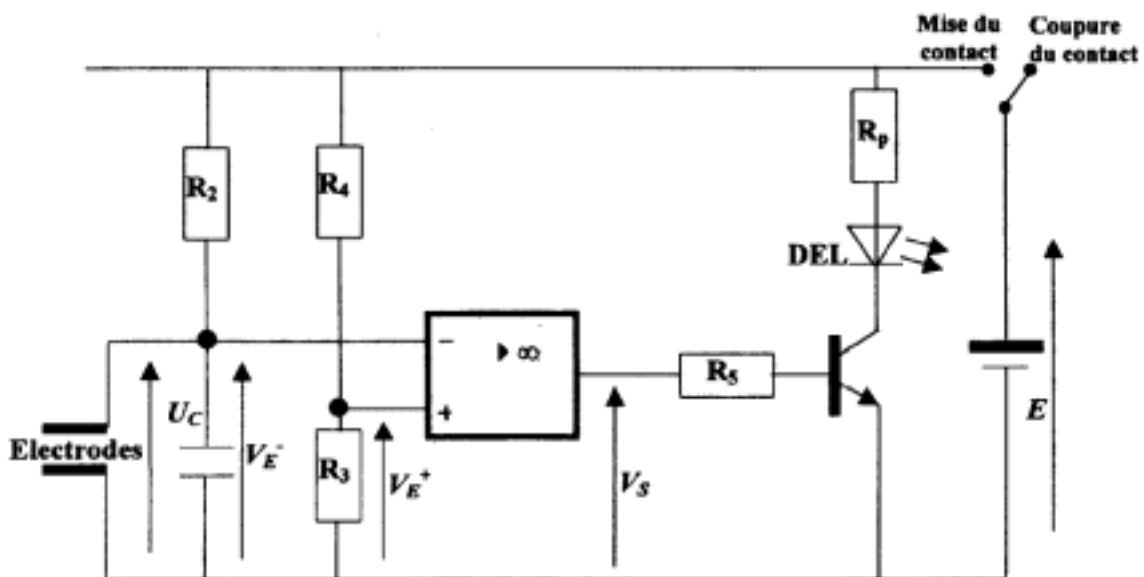 Mise du
contact
Coupure
du contact
R2
R4
Rp
DEL
- ▶ ∞
+
R5
Electrodes
UC
VE-
R3
VE+
VS
E